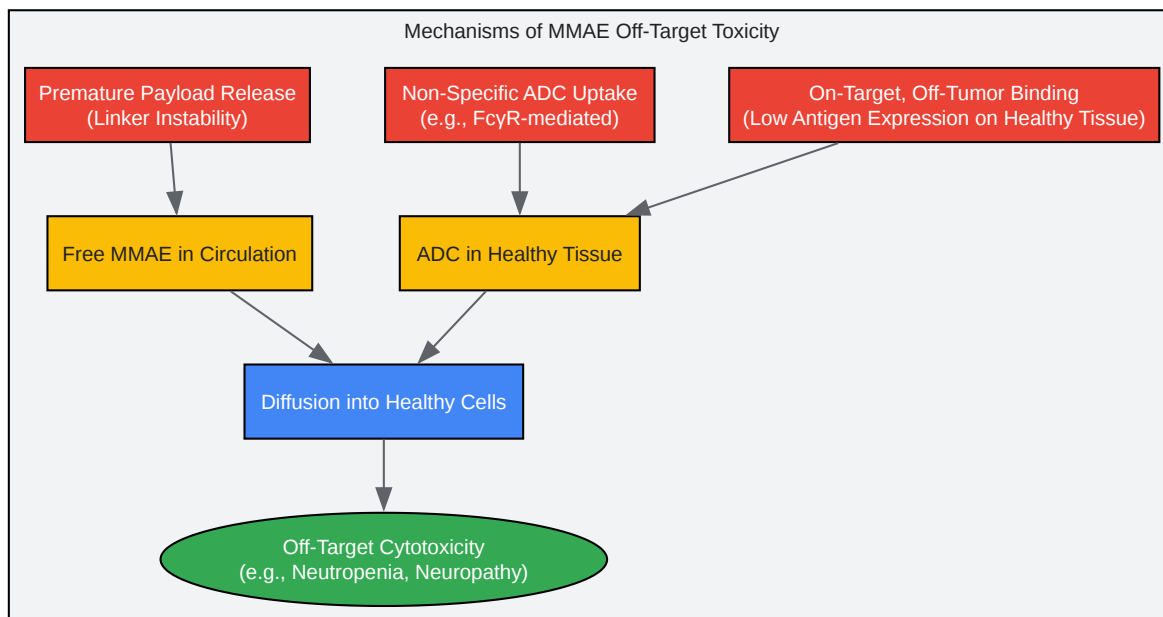 Mechanisms of MMAE Off-Target Toxicity
Premature Payload Release
(Linker Instability)
Non-Specific ADC Uptake
(e.g., FcγR-mediated)
On-Target, Off-Tumor Binding
(Low Antigen Expression on Healthy Tissue)
Free MMAE in Circulation
ADC in Healthy Tissue
Diffusion into Healthy Cells
Off-Target Cytotoxicity
(e.g., Neutropenia, Neuropathy)